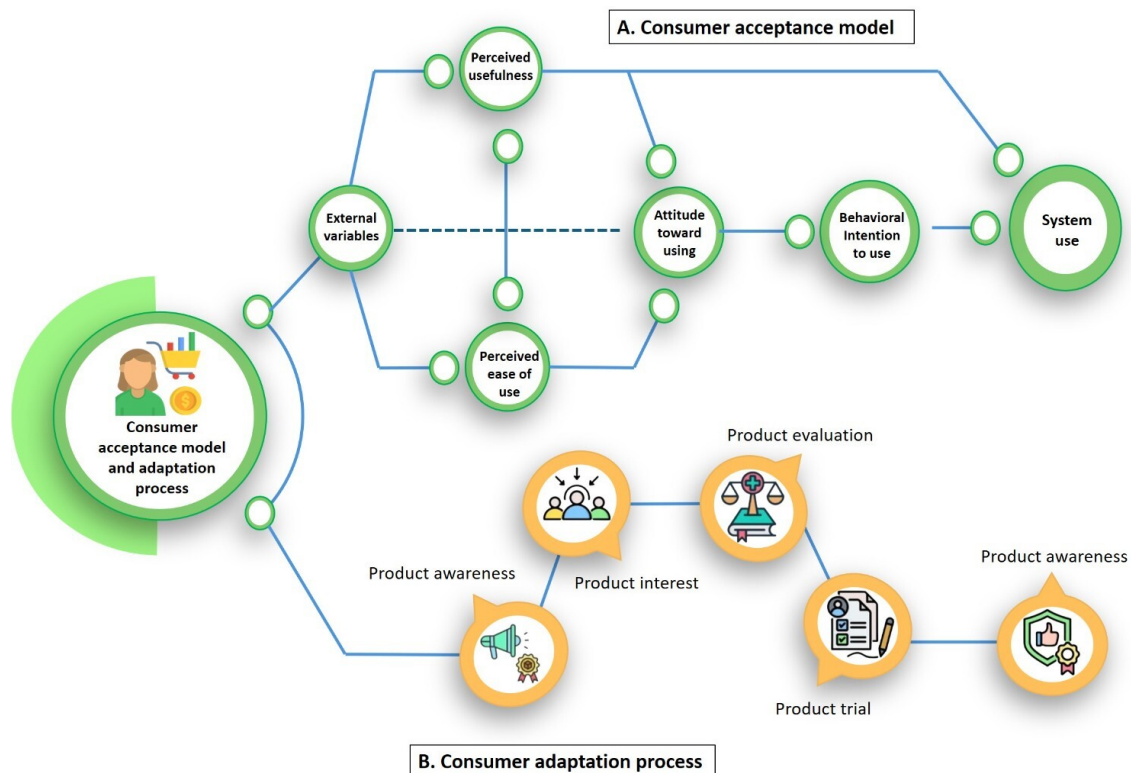 A. Consumer acceptance model
Perceived
usefulness
External
variables
Attitude
toward
using
Behavioral
Intention
to use
System
use
Perceived
ease of
use
Consumer
acceptance model
and adaptation
process
Product evaluation
Product awareness
Product interest
Product awareness
Product trial
B. Consumer adaptation process